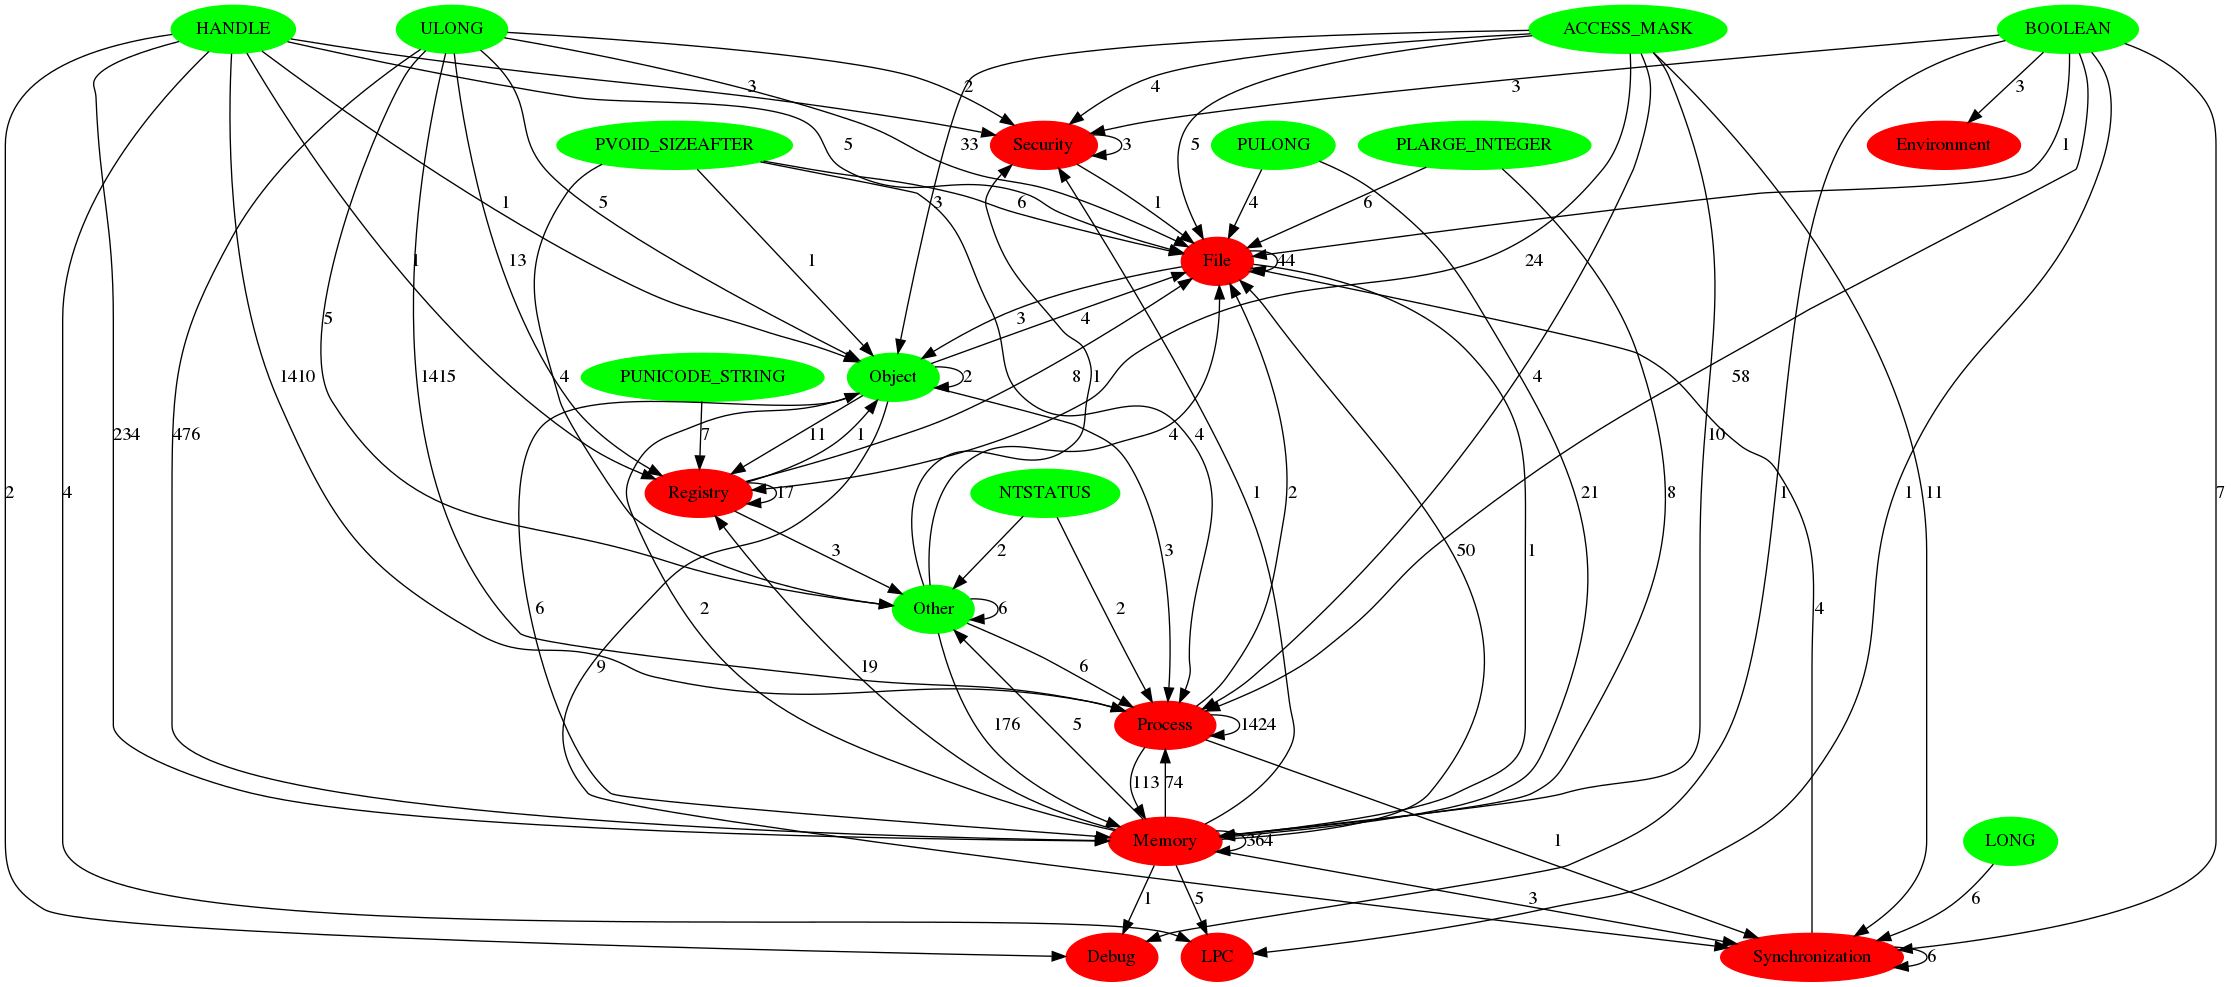 HANDLE ULONG ACCESS_MASK BOOLEAN
3 2 4 3 3
PVOID_SIZEAFTER 5 33 Security 3 5 PULONG PLARGE_INTEGER Environment 1
1 5 3 6 1 4 6
1 13 1 File 44 24
5 3 4
1410 1415 4 PUNICODE_STRING Object 2 8 1 4 58
234 476 7 11 1 4 4 10
2 4 Registry 17 NTSTATUS 1 2 50 1 21 8 1 1 11 7
3 2 3
6 2 Other 6 2 4
9 19 6
176 5 Process 1424
113 74
Memory 364 1 LONG
1 5 3 6
Debug LPC Synchronization 6